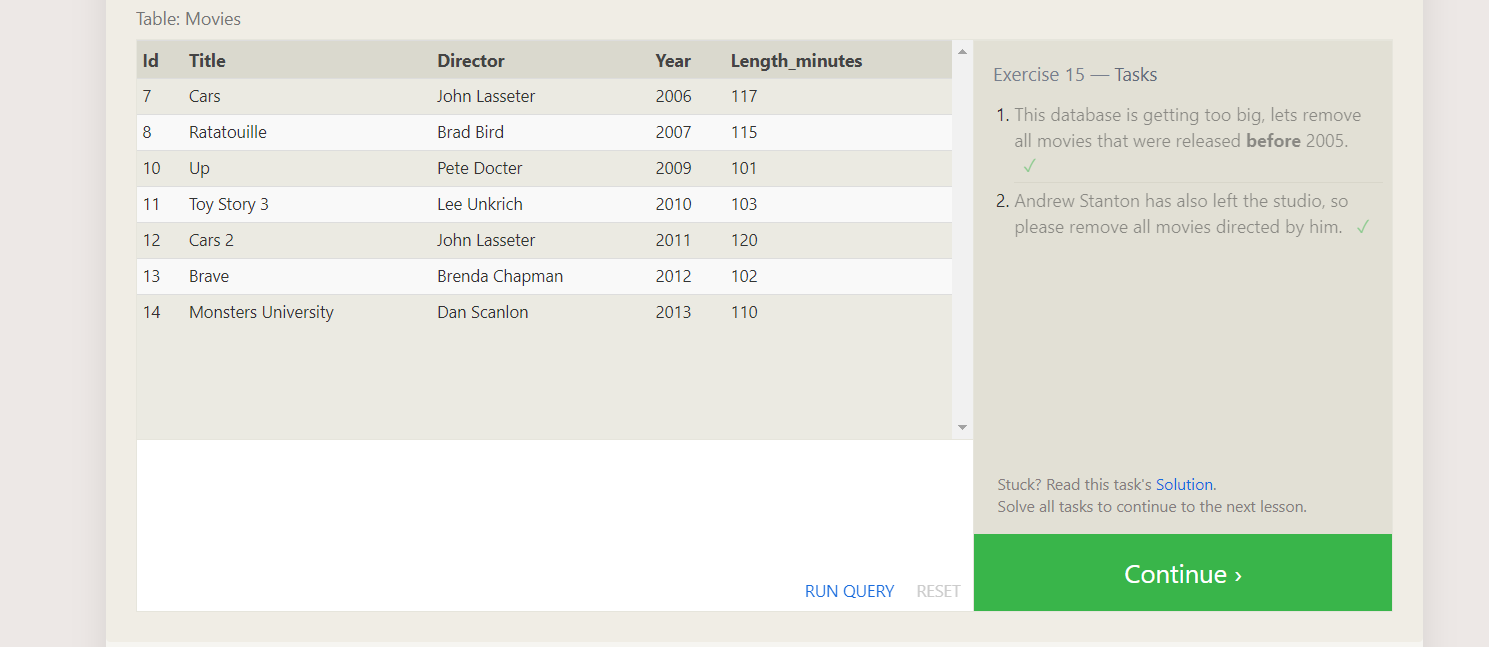 Table: Movies
Id Title Director Year Length_minutes
7 Cars John Lasseter 2006 117
8 Ratatouille Brad Bird 2007 115
10 Up Pete Docter 2009 101
11 Toy Story 3 Lee Unkrich 2010 103
12 Cars 2 John Lasseter 2011 120
13 Brave Brenda Chapman 2012 102
14 Monsters University Dan Scanlon 2013 110
RUN QUERY RESET
Exercise 15 — Tasks
1. This database is getting too big, lets remove
all movies that were released before 2005.
✓
2. Andrew Stanton has also left the studio, so
please remove all movies directed by him. ✓
Stuck? Read this task's Solution.
Solve all tasks to continue to the next lesson.
Continue ›